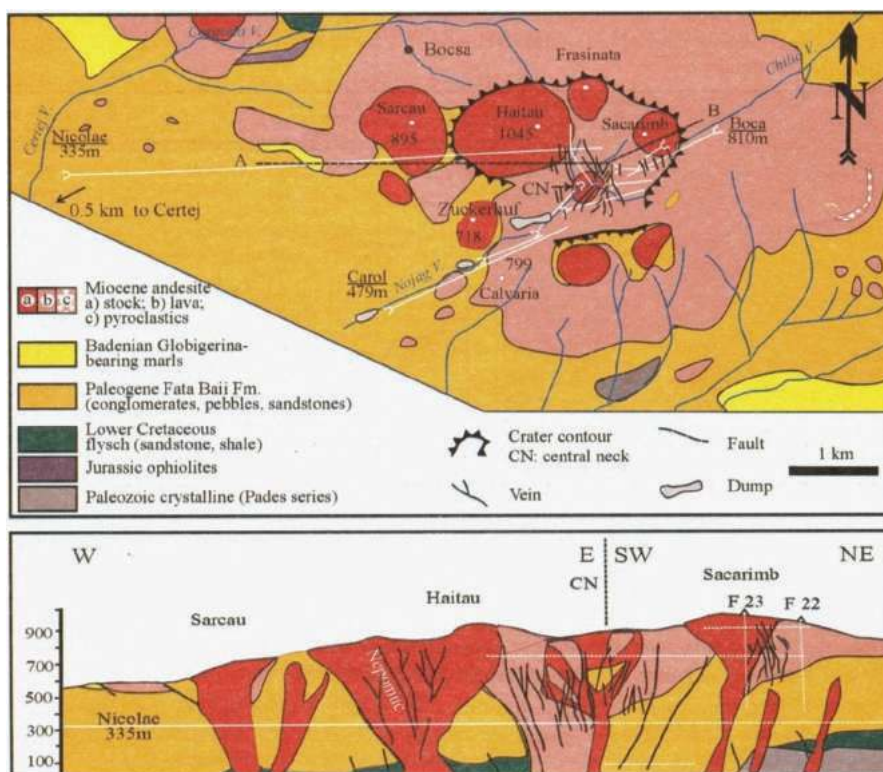 Bocsa
Frasinata
Certej V.
Nicolae
335m
Sarcau
895
Haitau
1045
Sacarimb
B
Boca
810m
A
CN
H
0.5 km to Certej
Zuckerhut
718
Carol
479m
Nojag V.
799
Calvaria
N
a b c Miocene andesite
a) stock; b) lava;
c) pyroclastics
Badenian Globigerina-
bearing marls
Paleogene Fata Baii Fm.
(conglomerates, pebbles, sandstones)
Lower Cretaceous
flysch (sandstone, shale)
Jurassic ophiolites
Paleozoic crystalline (Pades series)
Crater contour
CN: central neck
Vein
Fault
Dump
1 km
W
E
SW
NE
CN
Sarcau
Haitau
Sacarimb
F 23
F 22
900
700
500
300
100
Nepomuc
Nicolae
335m